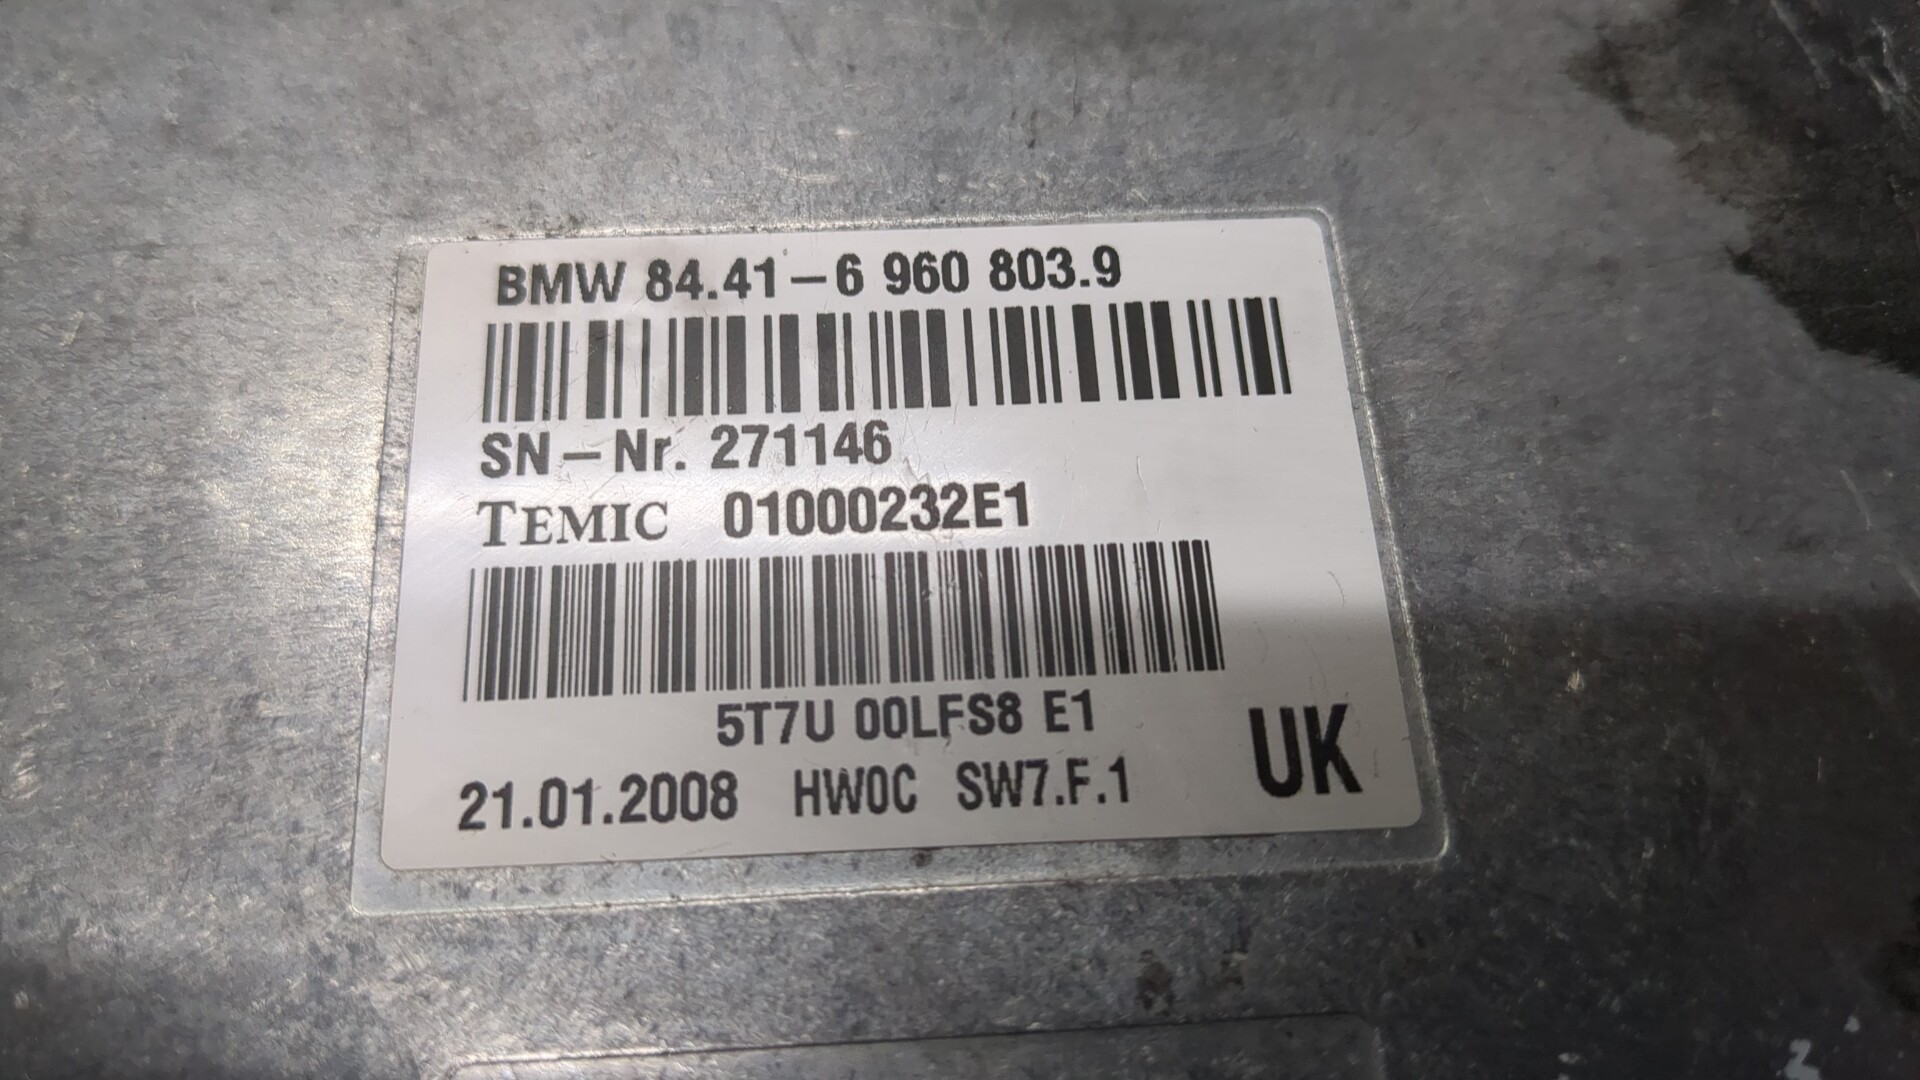 BMW 84.41-6 960 803.9
SN-Nr. 271146
TEMIC 01000232E1
5T7U 00LFS8 E1
21.01.2008 HW0C SW7.F.1 UK